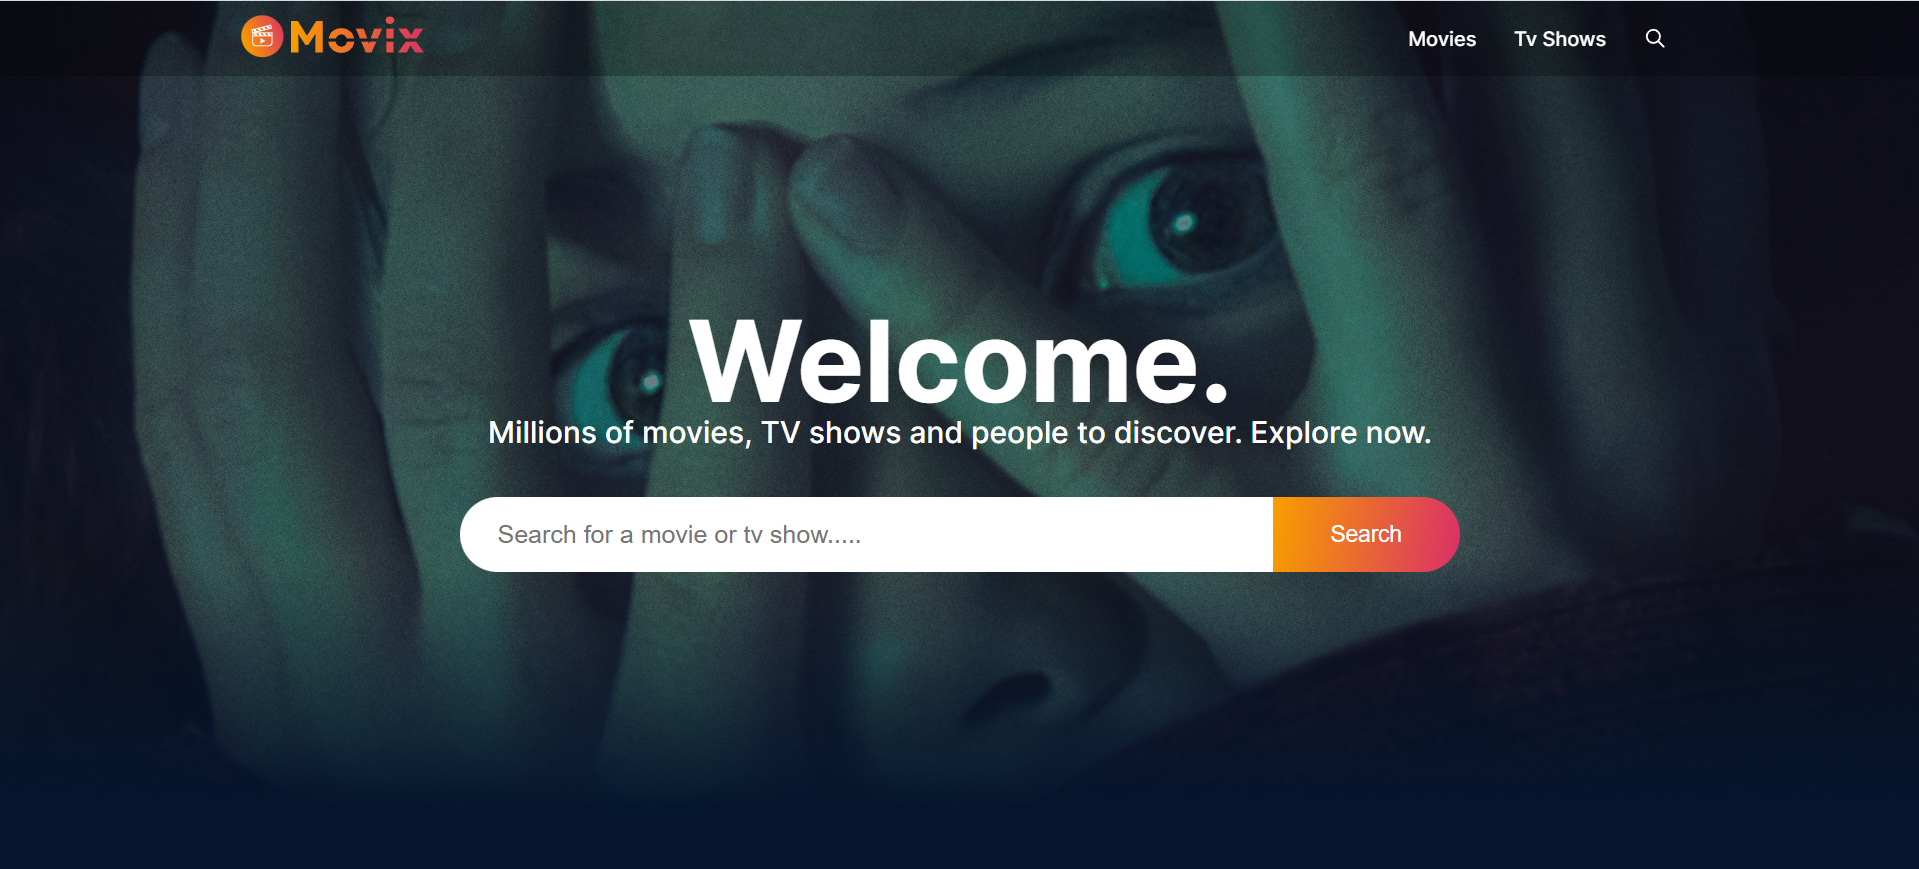 Movix
Movies
Tv Shows
Welcome.
Millions of movies, TV shows and people to discover. Explore now.
Search for a movie or tv show.....
Search